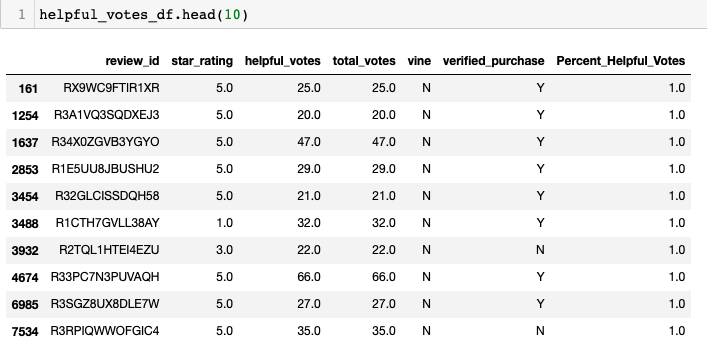 1 helpful_votes_df.head(10)
review_id star_rating helpful_votes total_votes vine verified_purchase Percent_Helpful_Votes
161 RX9WC9FTIR1XR 5.0 25.0 25.0 N Y 1.0
1254 R3A1VQ3SQDXEJ3 5.0 20.0 20.0 N Y 1.0
1637 R34X0ZGVB3YGYO 5.0 47.0 47.0 N Y 1.0
2853 R1E5UU8JBUSHU2 5.0 29.0 29.0 N Y 1.0
3454 R32GLCISSDQH58 5.0 21.0 21.0 N Y 1.0
3488 R1CTH7GVLL38AY 1.0 32.0 32.0 N Y 1.0
3932 R2TQL1HTEI4EZU 3.0 22.0 22.0 N N 1.0
4674 R33PC7N3PUVAQH 5.0 66.0 66.0 N Y 1.0
6985 R3SGZ8UX8DLE7W 5.0 27.0 27.0 N Y 1.0
7534 R3RPIQWWOFGIC4 5.0 35.0 35.0 N N 1.0